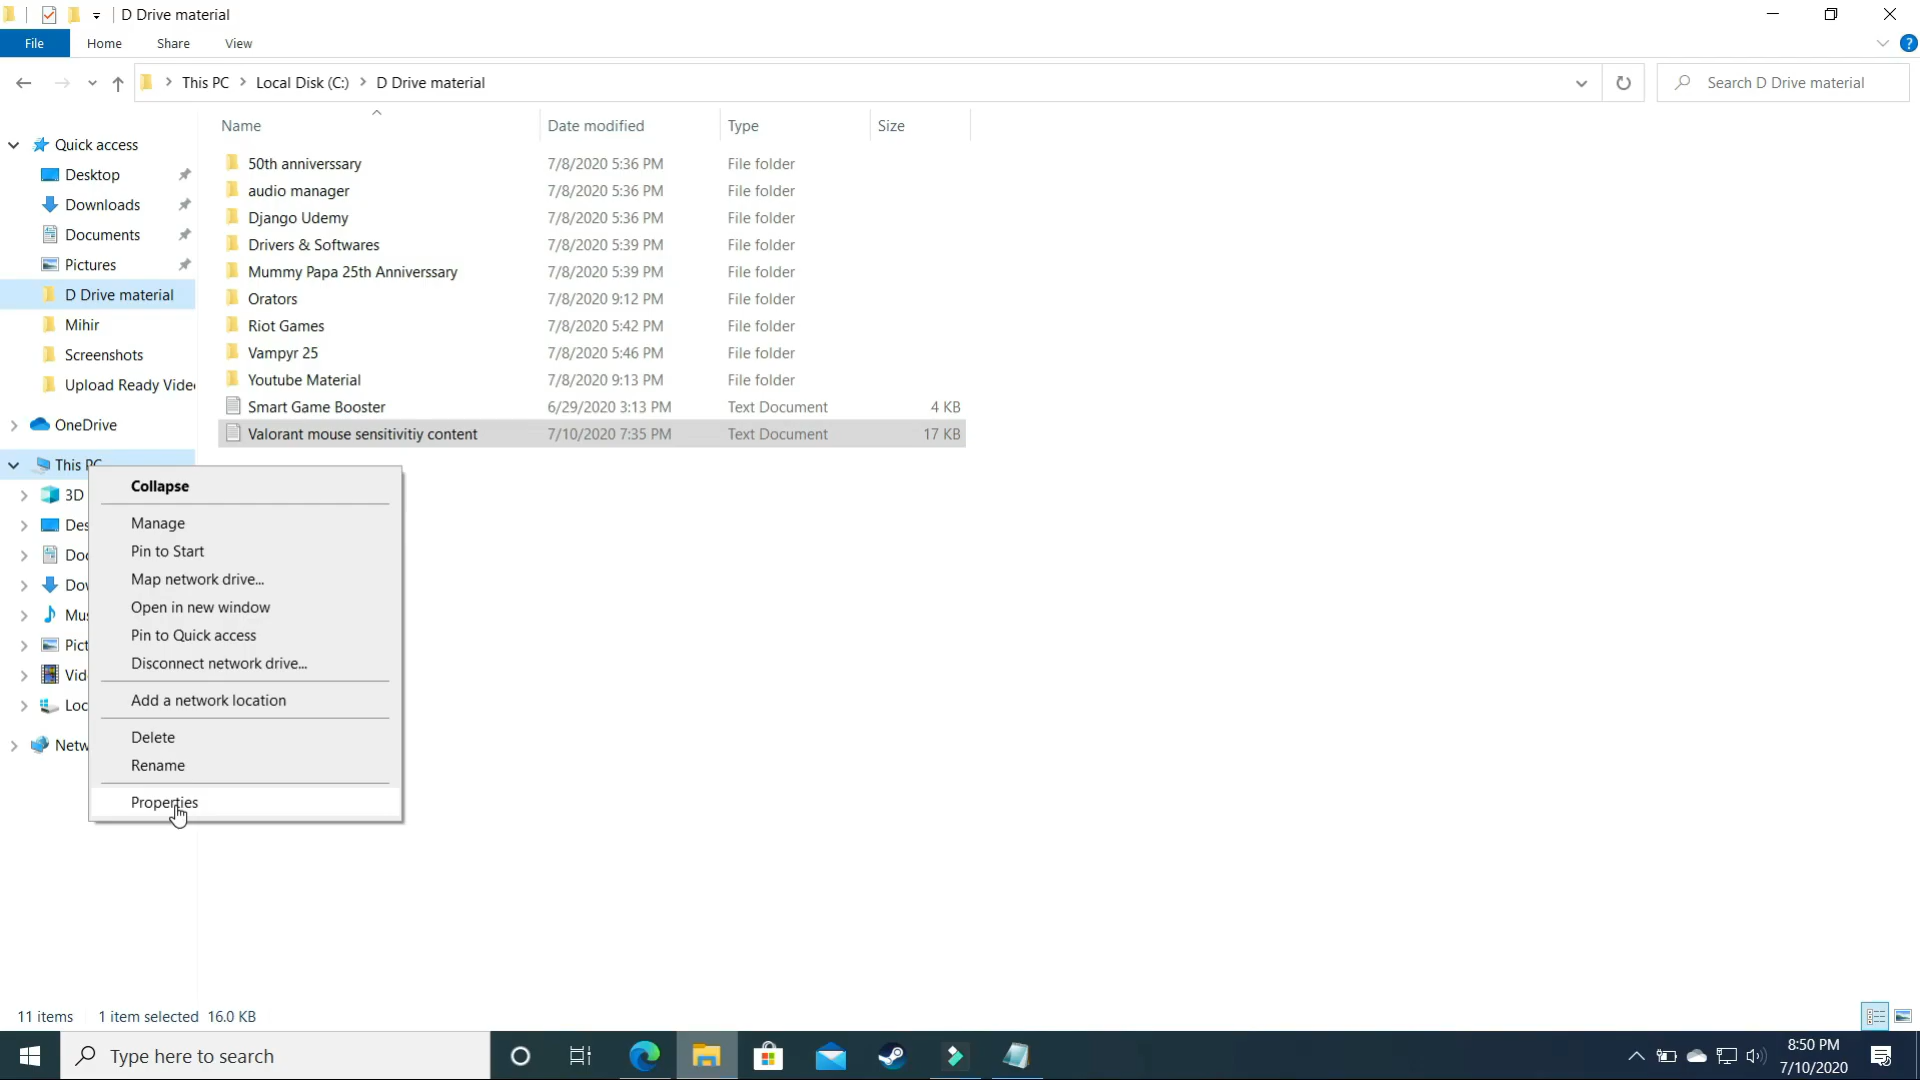 D Drive material
File Home Share View
This PC Local Disk (C:) D Drive material
Search D Drive material
Name Date modified Type Size
Quick access
Desktop
Downloads
Documents
Pictures
D Drive material
Mihir
Screenshots
Upload Ready Vide
OneDrive
This PC
3D
Des
Doc
Dow
Mus
Pict
Vid
Loc
Netw
50th anniverssary 7/8/2020 5:36 PM File folder
audio manager 7/8/2020 5:36 PM File folder
Django Udemy 7/8/2020 5:36 PM File folder
Drivers & Softwares 7/8/2020 5:39 PM File folder
Mummy Papa 25th Anniverssary 7/8/2020 5:39 PM File folder
Orators 7/8/2020 9:12 PM File folder
Riot Games 7/8/2020 5:42 PM File folder
Vampyr 25 7/8/2020 5:46 PM File folder
Youtube Material 7/8/2020 9:13 PM File folder
Smart Game Booster 6/29/2020 3:13 PM Text Document 4 KB
Valorant mouse sensitivitiy content 7/10/2020 7:35 PM Text Document 17 KB
Collapse
Manage
Pin to Start
Map network drive...
Open in new window
Pin to Quick access
Disconnect network drive...
Add a network location
Delete
Rename
Properties
11 items 1 item selected 16.0 KB
Type here to search
8:50 PM
7/10/2020